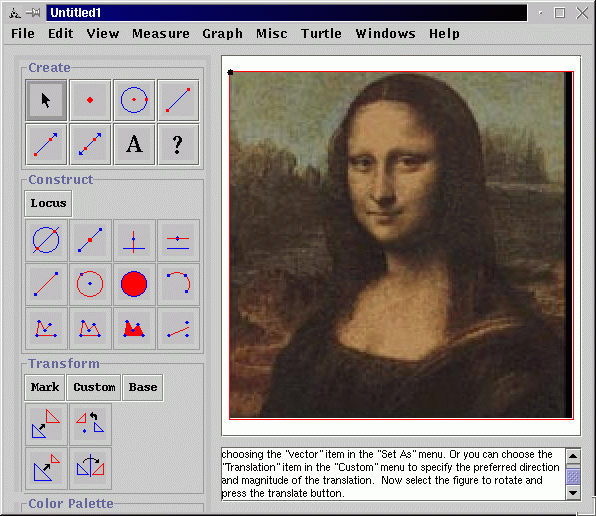 Untitled1
File Edit View Measure Graph Misc Turtle Windows Help
Create
A ?
Construct
Locus
Transform
Mark Custom Base
Color Palette
choosing the "vector" item in the "Set As" menu. Or you can choose the
"Translation" item in the "Custom" menu to specify the preferred direction
and magnitude of the translation. Now select the figure to rotate and
press the translate button.